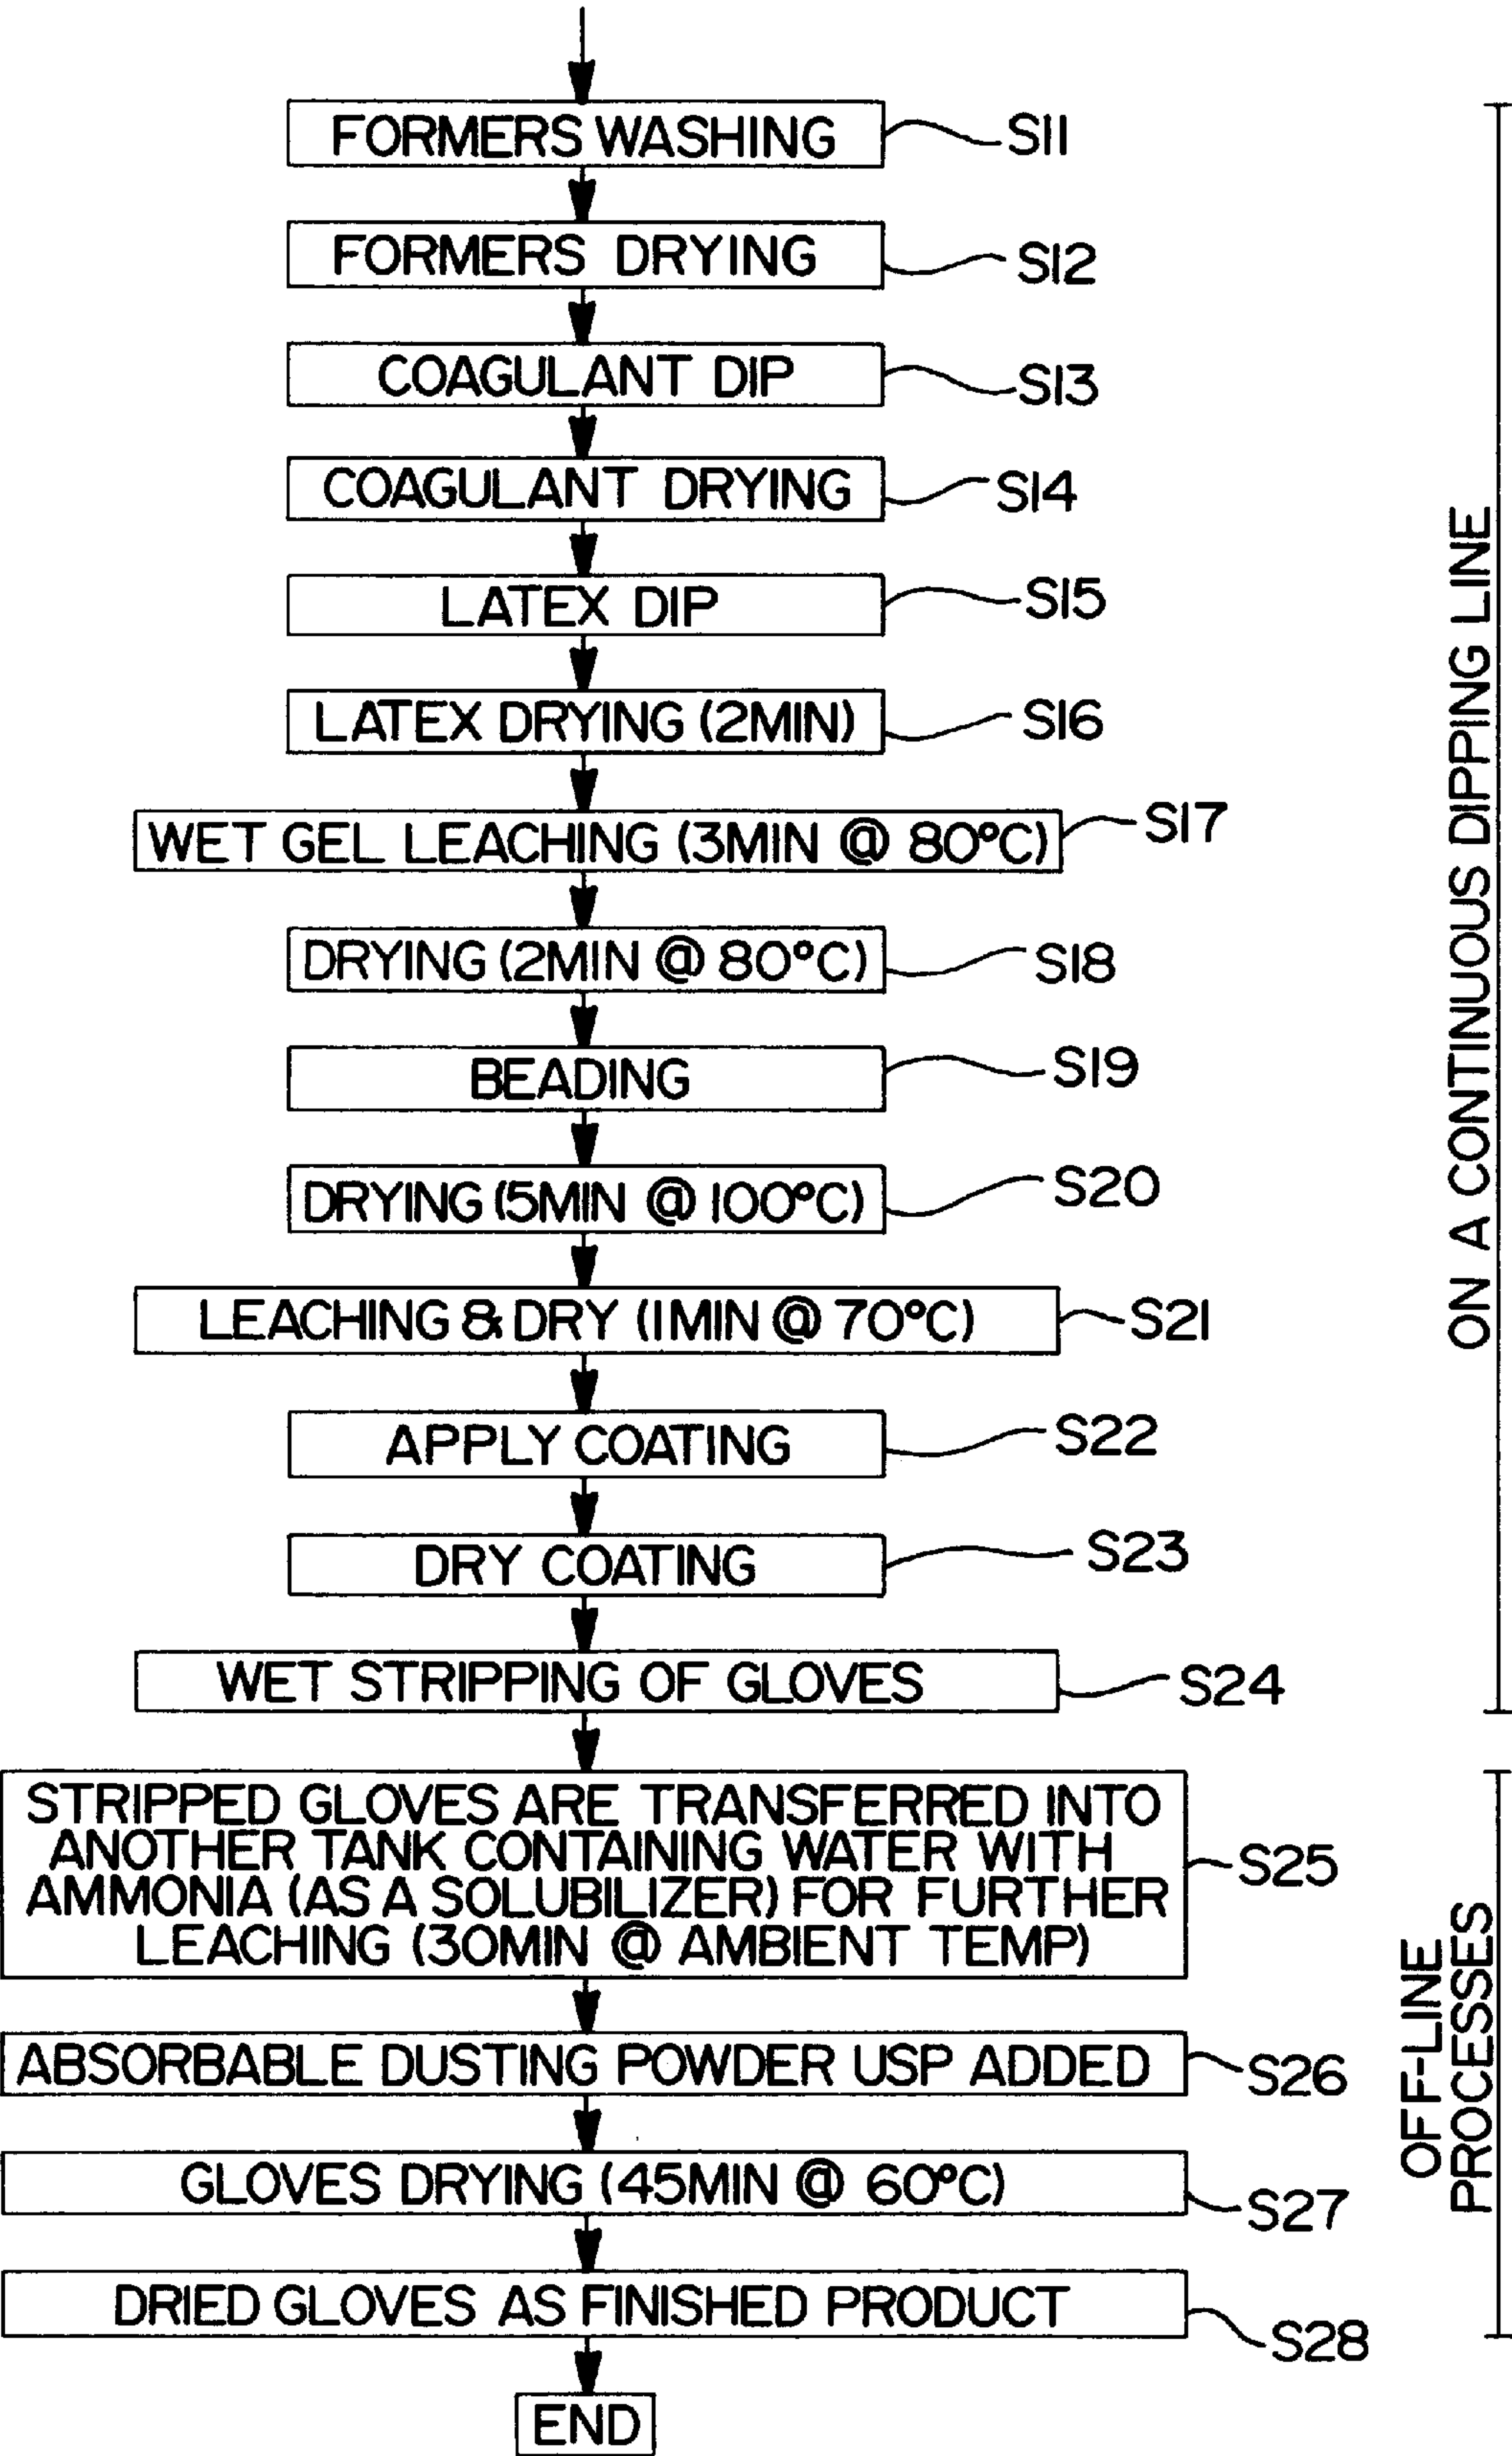 FORMERS WASHING
S11
FORMERS DRYING
S12
COAGULANT DIP
S13
COAGULANT DRYING
S14
LATEX DIP
S15
LATEX DRYING (2MIN)
S16
WET GEL LEACHING (3MIN @ 80°C)
S17
DRYING (2MIN @ 80°C)
S18
BEADING
S19
DRYING (5MIN @ 100°C)
S20
LEACHING & DRY (1MIN @ 70°C)
S21
APPLY COATING
S22
DRY COATING
S23
WET STRIPPING OF GLOVES
S24
ON A CONTINUOUS DIPPING LINE
STRIPPED GLOVES ARE TRANSFERRED INTO
ANOTHER TANK CONTAINING WATER WITH
AMMONIA (AS A SOLUBILIZER) FOR FURTHER
LEACHING (30MIN @ AMBIENT TEMP)
S25
ABSORBABLE DUSTING POWDER USP ADDED
S26
GLOVES DRYING (45MIN @ 60°C)
S27
DRIED GLOVES AS FINISHED PRODUCT
S28
OFF-LINE
PROCESSES
END